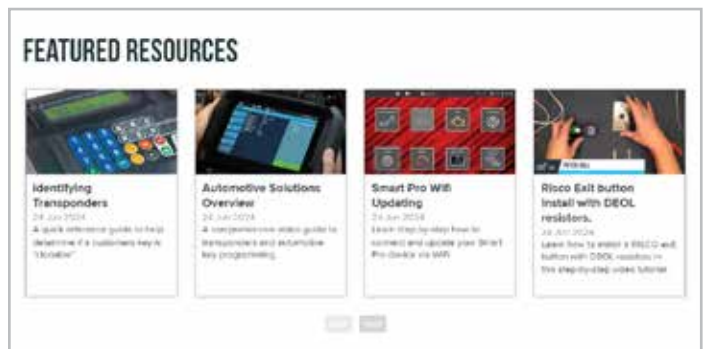 FEATURED RESOURCES
Identifying
Transponders
24 Jun 2024
A quick reference guide to help
determine if a customers key is
"clonable"
Automotive Solutions
Overview
24 Jun 2024
A comprehensive video guide to
transponders and automotive
key programming.
Smart Pro Wifi
Updating
24 Jun 2024
Learn step-by-step how to
connect and update your Smart
Pro device via WiFi
Risco Exit button
install with DEOL
resistors.
24 Jun 2024
Learn how to install a RISCO exit
button with DEOL resistors in
this step-by-step video tutorial